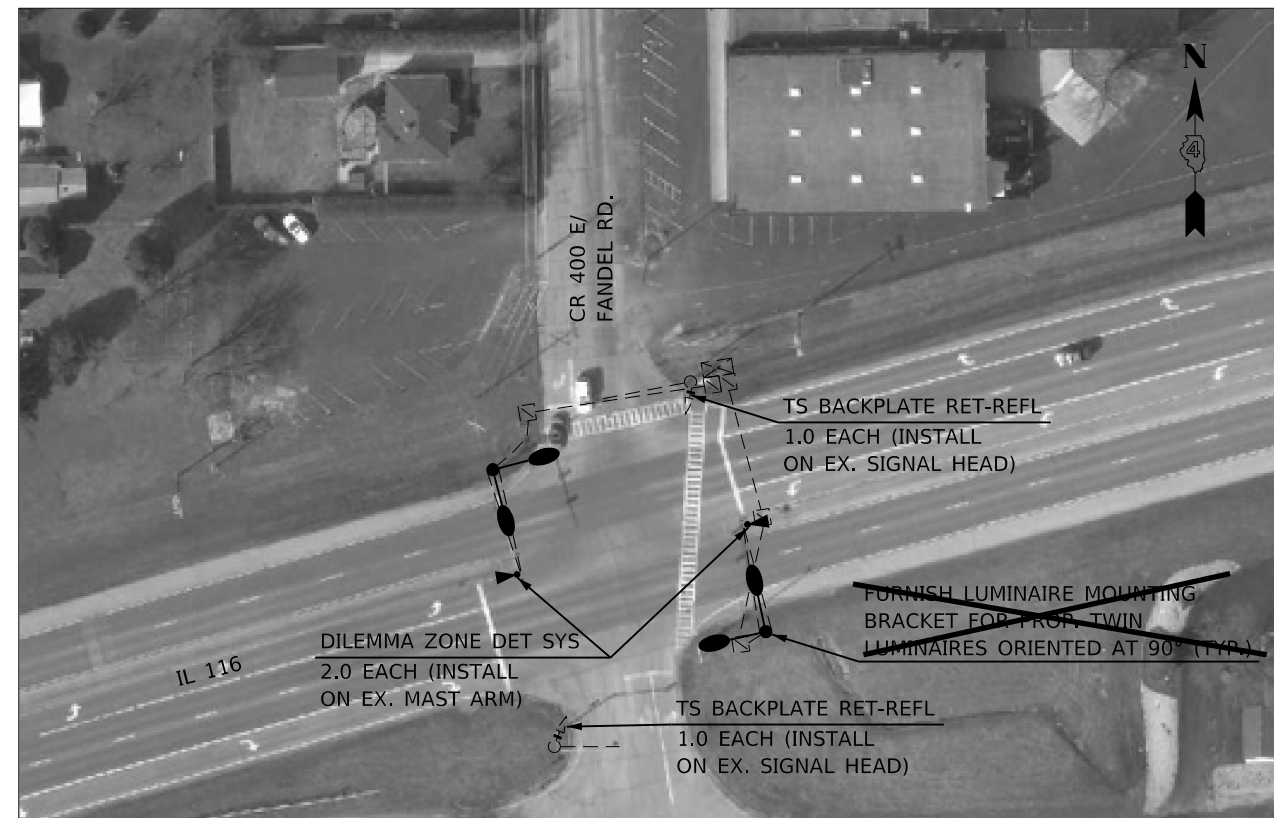 N
4
CR 400 E/
FANDEL RD.
TS BACKPLATE RET-REFL
1.0 EACH (INSTALL
ON EX. SIGNAL HEAD)
FURNISH LUMINAIRE MOUNTING
BRACKET FOR PROP. TWIN
LUMINAIRES ORIENTED AT 90° (TYP.)
DILEMMA ZONE DET SYS
2.0 EACH (INSTALL
ON EX. MAST ARM)
IL 116
TS BACKPLATE RET-REFL
1.0 EACH (INSTALL
ON EX. SIGNAL HEAD)